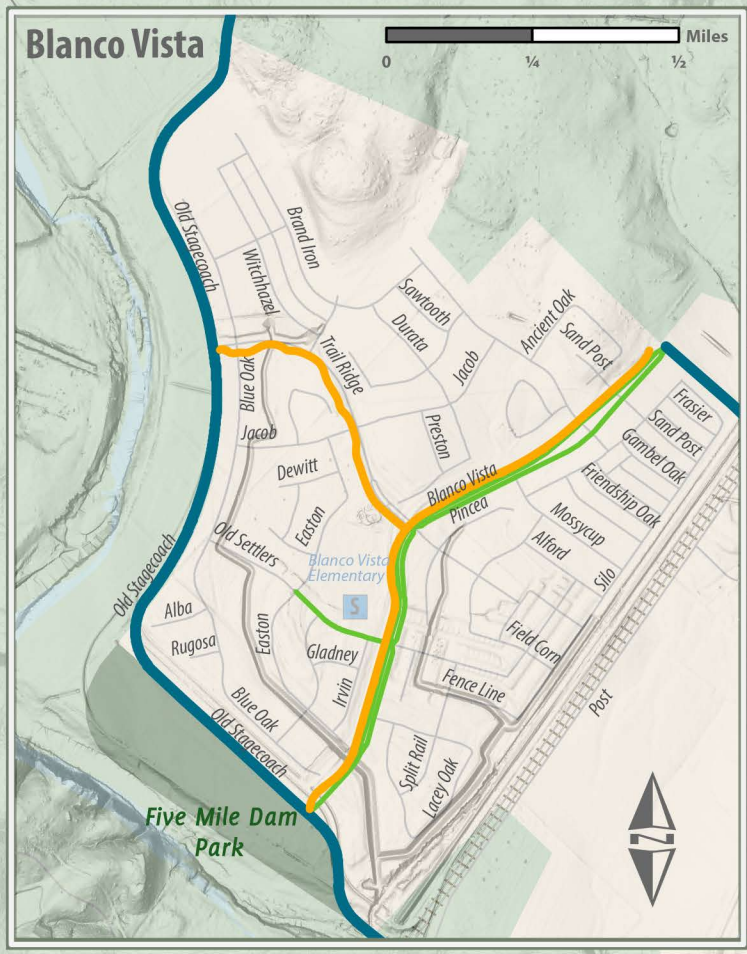 Blanco Vista
Miles
0
¼
½
Old Stagecoach
Brand Iron
Witchhazel
Sawtooth
Durata
Ancient Oak
Sand Post
Jacob
Trail Ridge
Blue Oak
Frasier
Sand Post
Gambel Oak
Jacob
Preston
Dewitt
Blanco Vista
Pincea
Friendship Oak
Mossycup
Alford
Silo
Easton
Old Settlers
Blanco Vista
Elementary
S
Old Stagecoach
Alba
Rugosa
Easton
Gladney
Irvin
Field Corn
Fence Line
Post
Blue Oak
Old Stagecoach
Split Rail
Lacey Oak
Five Mile Dam
Park
N